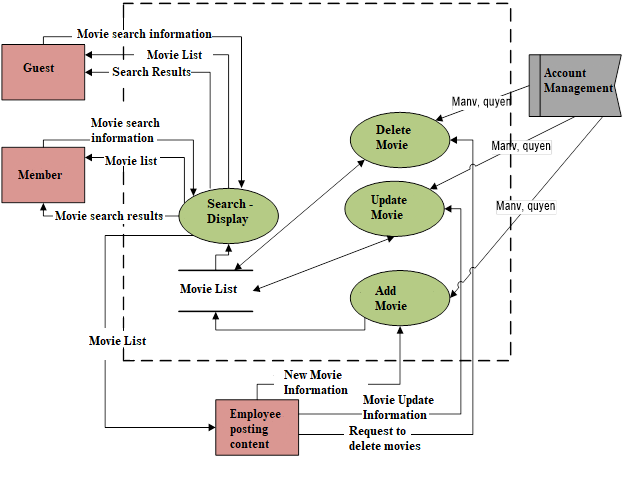 Movie search information
Movie List
Search Results
Guest
Account
Management
Manv, quyen
Delete
Movie
Movie search
information
Manv, quyen
Movie list
Member
Update
Movie
Search -
Display
Manv, quyen
Movie search results
Movie List
Add
Movie
Movie List
New Movie
Information
Movie Update
Information
Employee
posting
content
Request to
delete movies